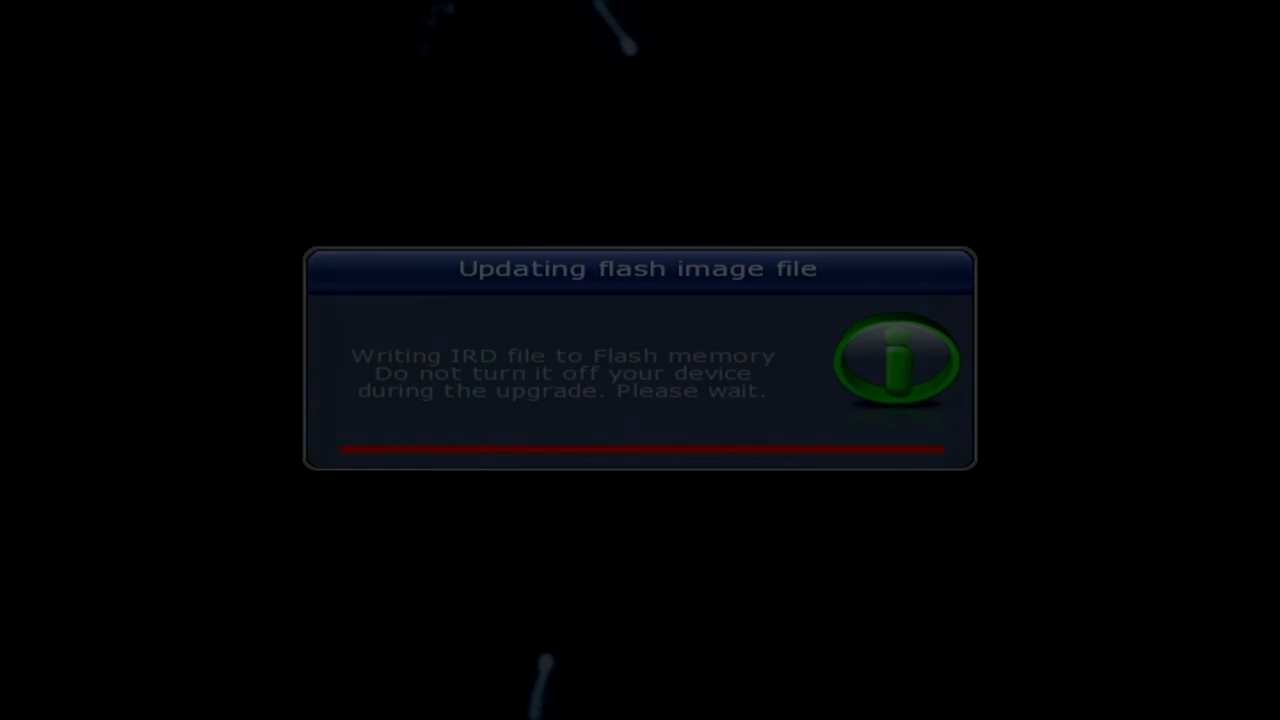 Updating flash image file
Writing IRD file to Flash memory
Do not turn it off your device
during the upgrade. Please wait.